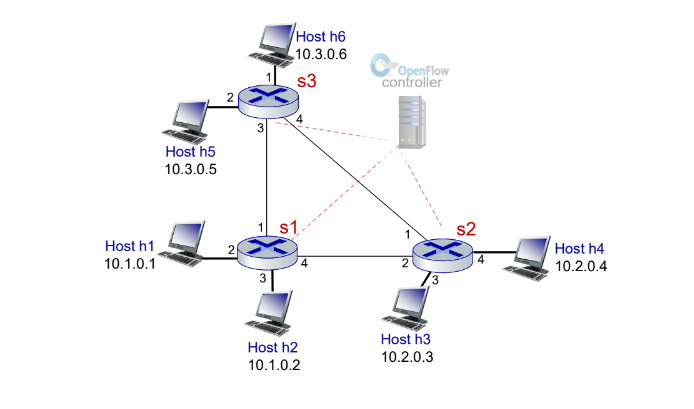 Host h6
10.3.0.6
OpenFlow
controller
1
s3
2
4
3
Host h5
10.3.0.5
1
s1
2
4
3
Host h1
10.1.0.1
Host h2
10.1.0.2
1
s2
2
4
3
Host h4
10.2.0.4
Host h3
10.2.0.3